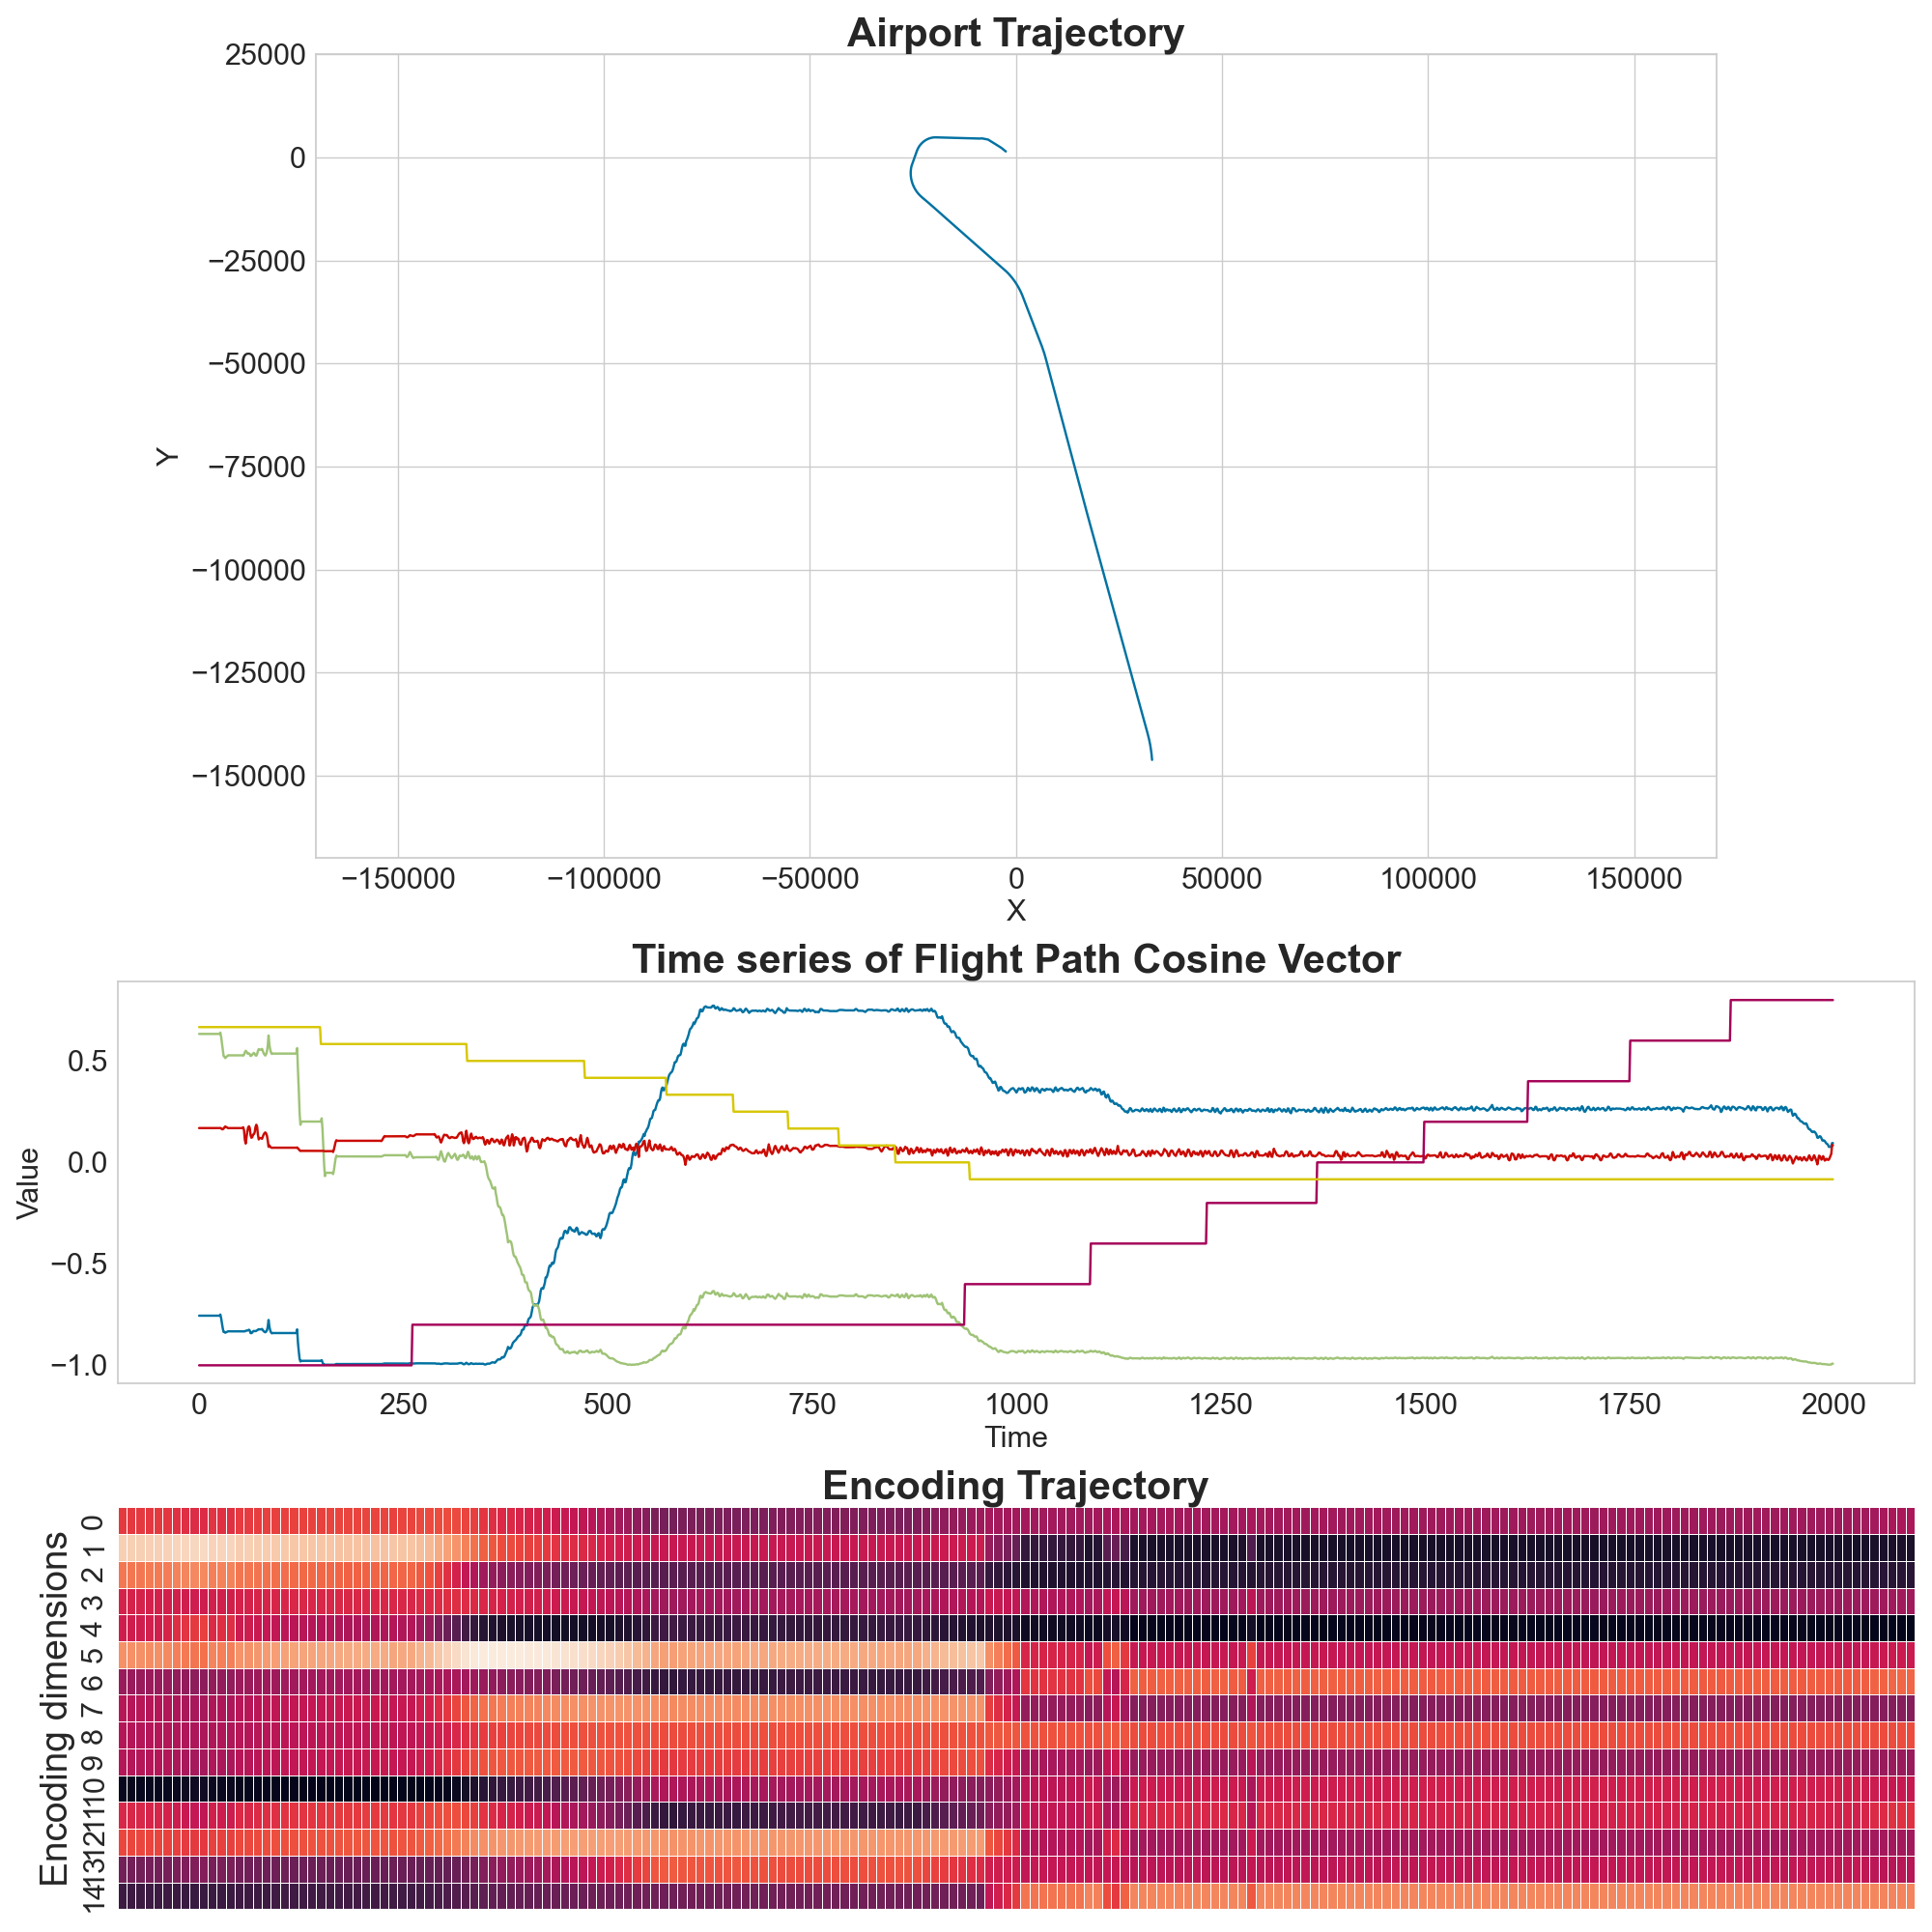 Airport Trajectory
25000
0
−25000
−50000
−75000
−100000
−125000
−150000
Y
−150000 −100000 −50000 0 50000 100000 150000
X
Time series of Flight Path Cosine Vector
0.5
0.0
−0.5
−1.0
Value
0 250 500 750 1000 1250 1500 1750 2000
Time
Encoding Trajectory
Encoding dimensions
0
1
2
3
4
5
6
7
8
9
10
11
12
13
14